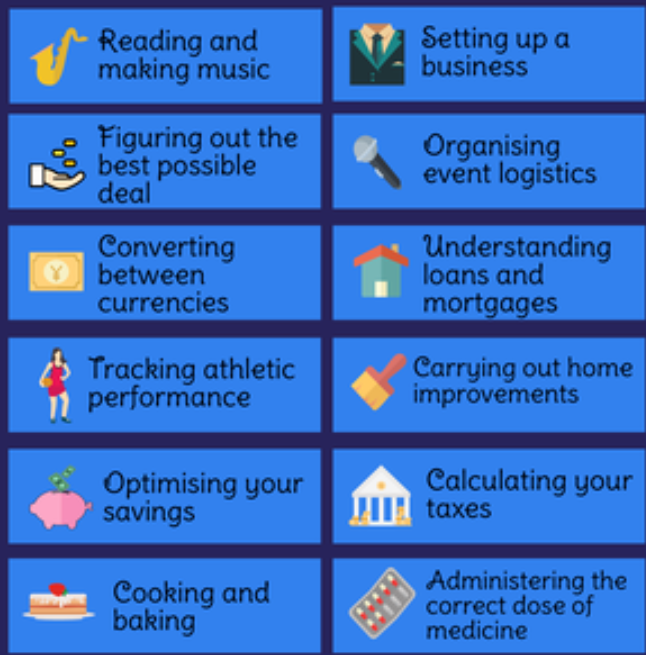 Reading and
making music
Setting up a
business
Figuring out the
best possible
deal
Organising
event logistics
Converting
between
currencies
Understanding
loans and
mortgages
Tracking athletic
performance
Carrying out home
improvements
Optimising your
savings
Calculating your
taxes
Cooking and
baking
Administering the
correct dose of
medicine